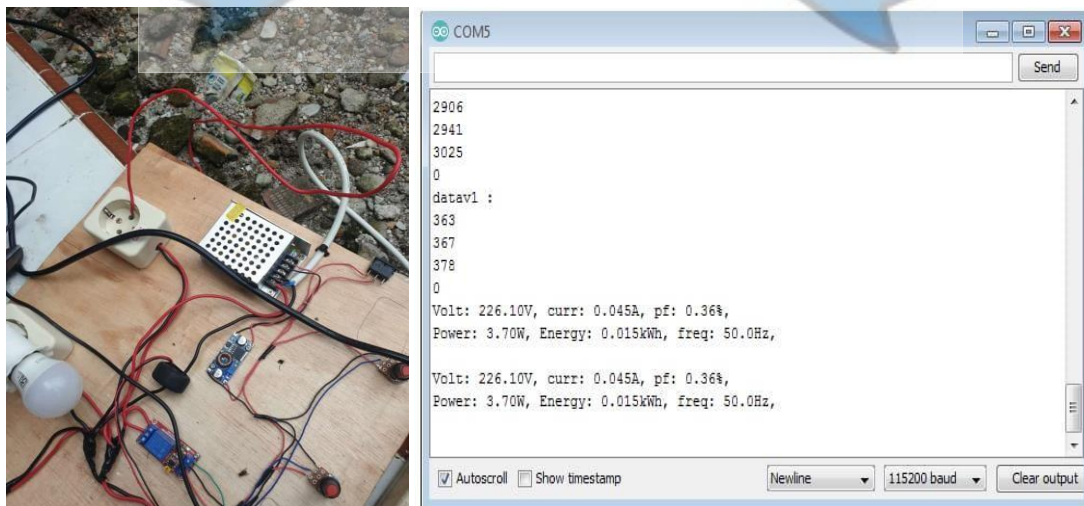 COM5
Send
2906
2941
3025
0
datav1 :
363
367
378
0
Volt: 226.10V, curr: 0.045A, pf: 0.36%,
Power: 3.70W, Energy: 0.015kWh, freq: 50.0Hz,
Volt: 226.10V, curr: 0.045A, pf: 0.36%,
Power: 3.70W, Energy: 0.015kWh, freq: 50.0Hz,
Autoscroll Show timestamp Newline 115200 baud Clear output